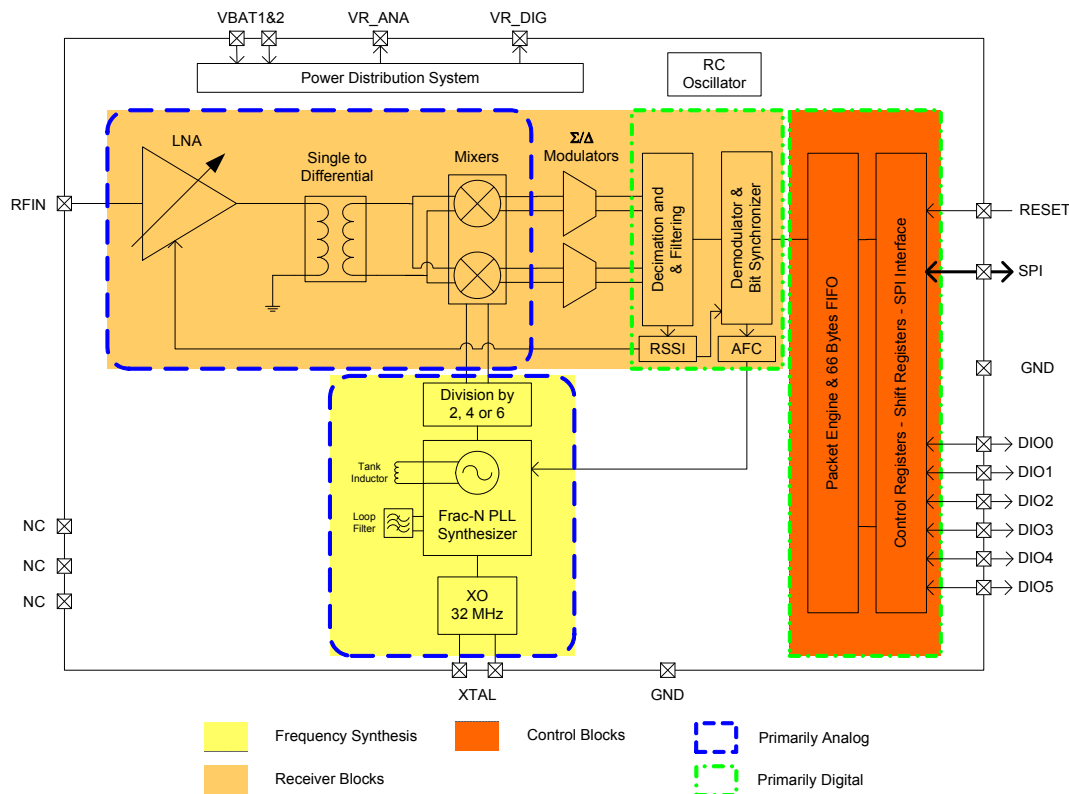 VBAT1&2
VR_ANA
VR_DIG
Power Distribution System
RC
Oscillator
LNA
Single to
Differential
Mixers
Σ/Δ
Modulators
Decimation and
& Filtering
Demodulator &
Bit Synchronizer
RSSI
AFC
Packet Engine & 66 Bytes FIFO
Control Registers - Shift Registers - SPI Interface
RFIN
RESET
SPI
GND
DIO0
DIO1
DIO2
DIO3
DIO4
DIO5
Division by
2, 4 or 6
Tank
Inductor
Loop
Filter
Frac-N PLL
Synthesizer
XO
32 MHz
NC
NC
NC
XTAL
GND
Frequency Synthesis
Control Blocks
Primarily Analog
Receiver Blocks
Primarily Digital